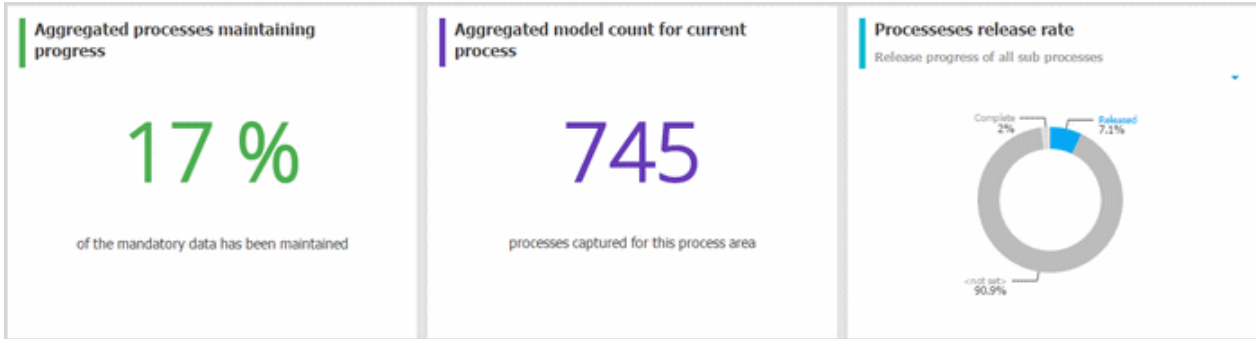 Aggregated processes maintaining
progress
17 %
of the mandatory data has been maintained
Aggregated model count for current
process
745
processes captured for this process area
Processeses release rate
Release progress of all sub processes
Complete
2%
Released
7.1%
<not set>
90.9%